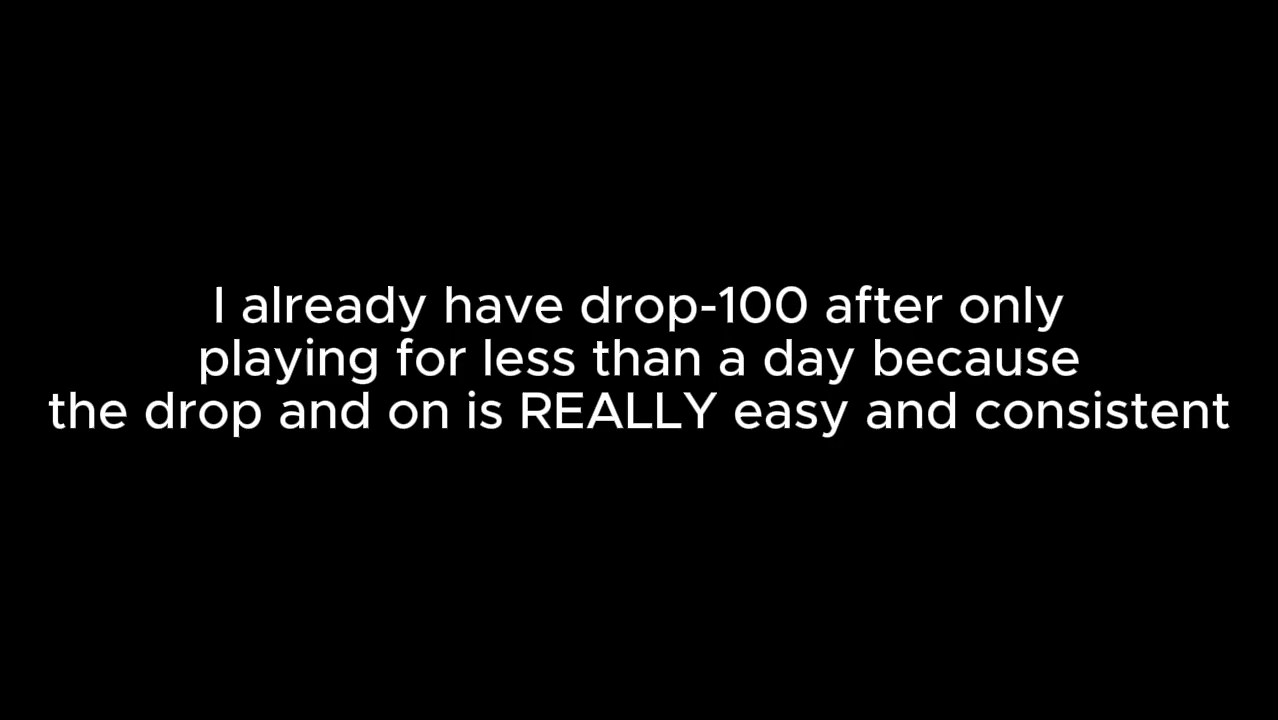 I already have drop-100 after only
playing for less than a day because
the drop and on is REALLY easy and consistent